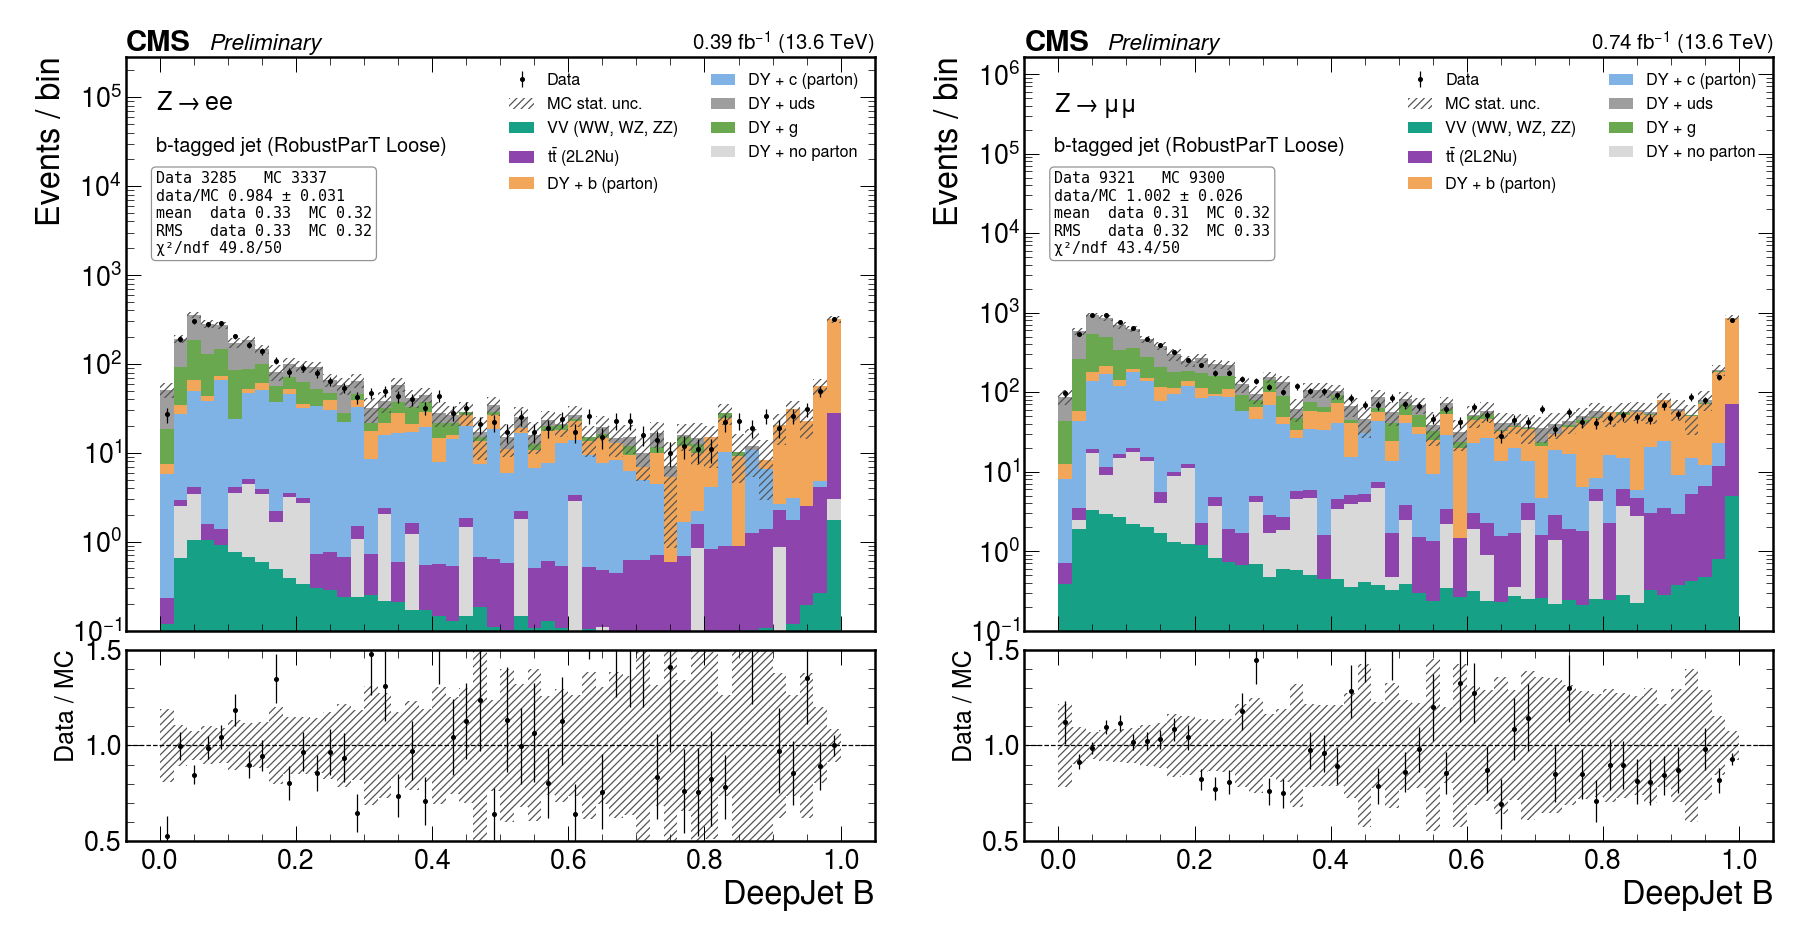 CMS Preliminary 0.39 fb⁻¹ (13.6 TeV)
Events / bin
10⁵
10⁴
10³
10²
10¹
10⁰
10⁻¹
Z → ee
b-tagged jet (RobustParT Loose)
Data 3285 MC 3337
data/MC 0.984 ± 0.031
mean data 0.33 MC 0.32
RMS data 0.33 MC 0.32
χ²/ndf 49.8/50
Data
MC stat. unc.
VV (WW, WZ, ZZ)
tt̄ (2L2Nu)
DY + b (parton)
DY + c (parton)
DY + uds
DY + g
DY + no parton
Data / MC
1.5
1.0
0.5
0.0 0.2 0.4 0.6 0.8 1.0
DeepJet B
CMS Preliminary 0.74 fb⁻¹ (13.6 TeV)
Events / bin
10⁶
10⁵
10⁴
10³
10²
10¹
10⁰
10⁻¹
Z → μμ
b-tagged jet (RobustParT Loose)
Data 9321 MC 9300
data/MC 1.002 ± 0.026
mean data 0.31 MC 0.32
RMS data 0.32 MC 0.33
χ²/ndf 43.4/50
Data
MC stat. unc.
VV (WW, WZ, ZZ)
tt̄ (2L2Nu)
DY + b (parton)
DY + c (parton)
DY + uds
DY + g
DY + no parton
Data / MC
1.5
1.0
0.5
0.0 0.2 0.4 0.6 0.8 1.0
DeepJet B